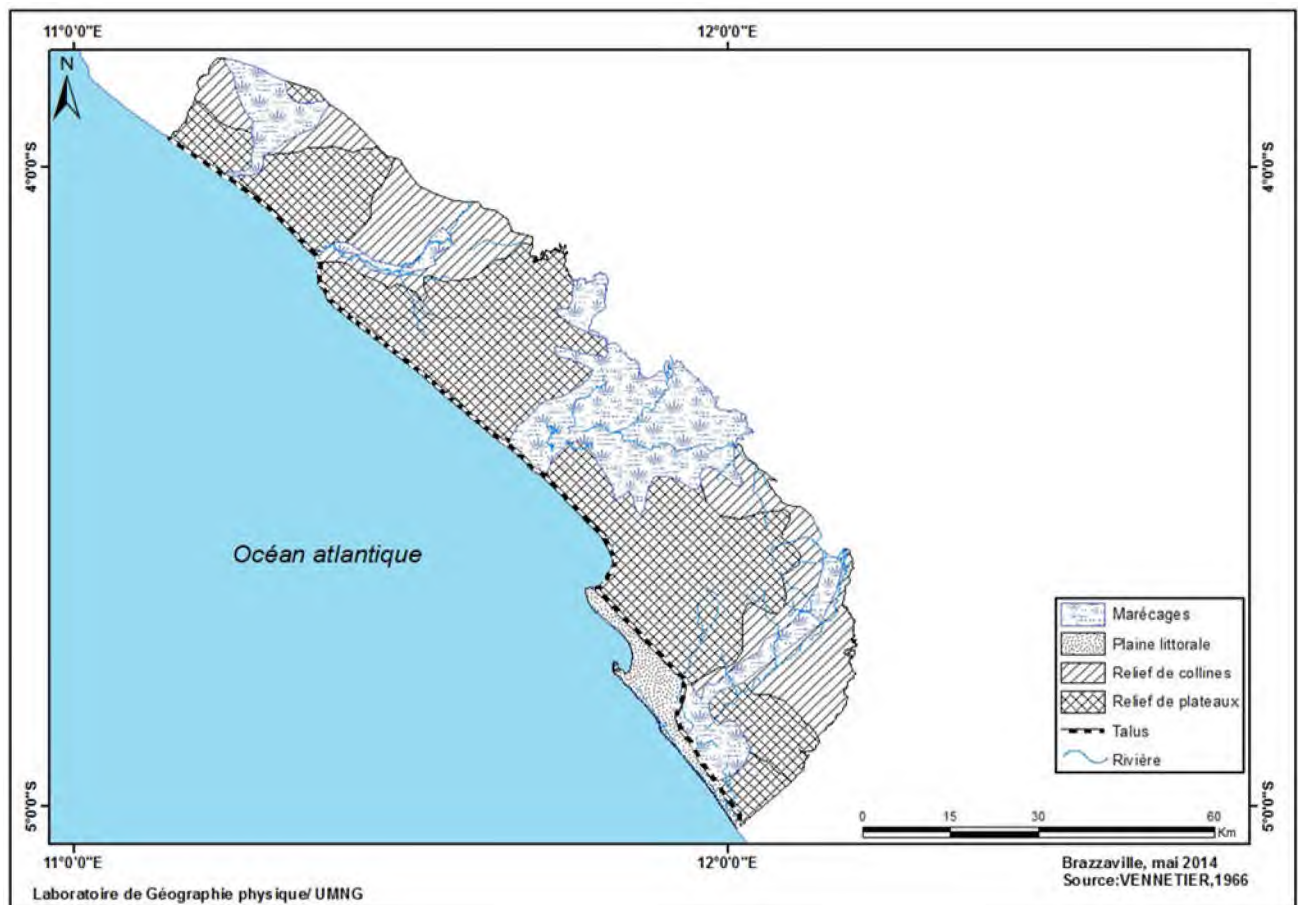 11°0'0"E
12°0'0"E
N
4°0'0"S
4°0'0"S
Océan atlantique
Marécages
Plaine littorale
Relief de collines
Relief de plateaux
Talus
Rivière
5°0'0"S
5°0'0"S
0 15 30 60
Km
11°0'0"E
12°0'0"E
Brazzaville, mai 2014
Source:VENNETIER,1966
Laboratoire de Géographie physique/ UMNG